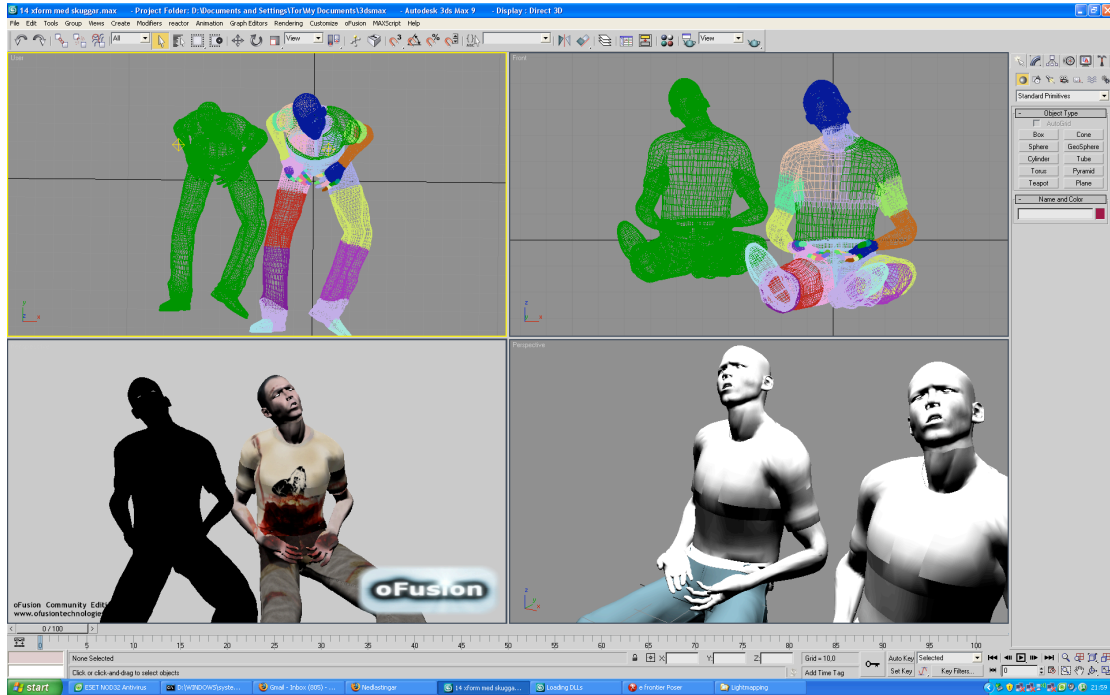 14 xform med skuggar.max - Project Folder: D:\Documents and Settings\Tor\My Documents\3dsmax - Autodesk 3ds Max 9 - Display : Direct 3D
File Edit Tools Group Views Create Modifiers reactor Animation Graph Editors Rendering Customize oFusion MAXScript Help
All View View
User
Front
Standard Primitives
Object Type
AutoGrid
Box Cone
Sphere GeoSphere
Cylinder Tube
Torus Pyramid
Teapot Plane
Name and Color
Perspective
oFusion
oFusion Community Editi
www.ofusiontechnologies
0 / 100
0 5 10 15 20 25 30 35 40 45 50 55 60 65 70 75 80 85 90 95 100
None Selected X: Y: Z: Grid = 10,0 Auto Key Selected
Click or click-and-drag to select objects Add Time Tag Set Key Key Filters... 0
start ESET NOD32 Antivirus D:\WINDOWS\syste... Gmail - Inbox (805) - ... filedlastingar 14 xform med skugga... Loading DLLs e frontier Poser Lightmapping 21:59